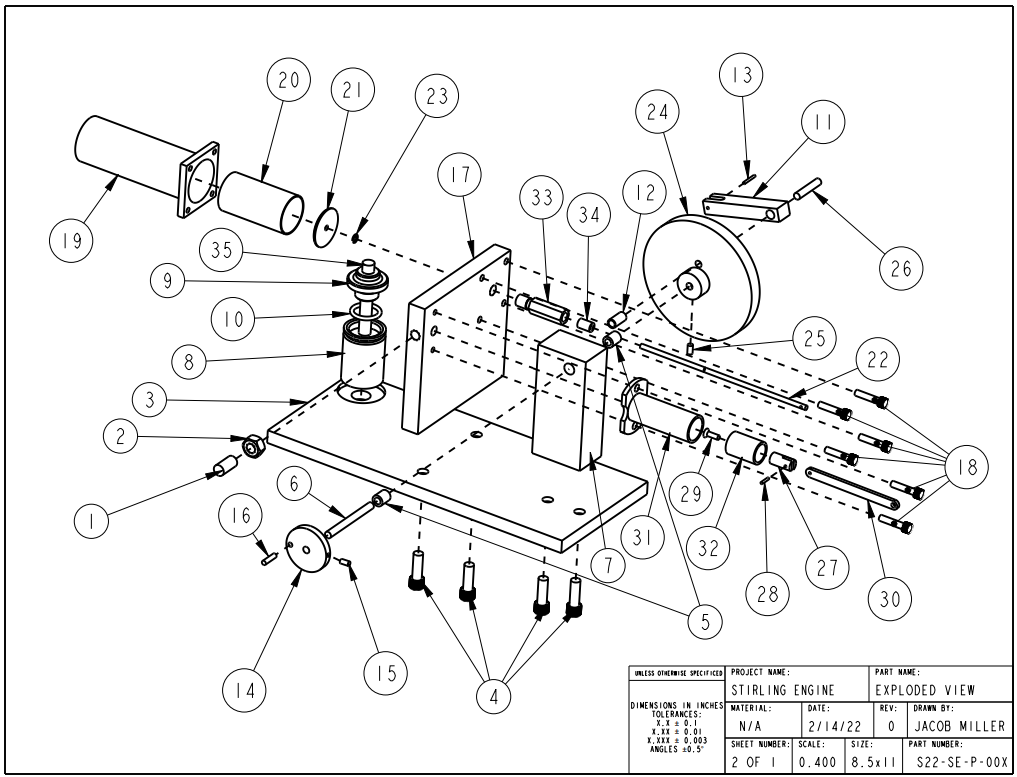 13
20
21
23
24
11
17
33
34
12
19
35
26
9
10
25
8
22
3
2
18
6
29
1
16
31
32
27
30
7
28
5
15
14
4
UNLESS OTHERWISE SPECIFIED
DIMENSIONS IN INCHES
TOLERANCES:
X.X ± 0.1
X.XX ± 0.01
X.XXX ± 0.003
ANGLES ±0.5°
PROJECT NAME:
STIRLING ENGINE
PART NAME:
EXPLODED VIEW
MATERIAL:
N/A
DATE:
2/14/22
REV:
0
DRAWN BY:
JACOB MILLER
SHEET NUMBER:
2 OF 1
SCALE:
0.400
SIZE:
8.5x11
PART NUMBER:
S22-SE-P-00X